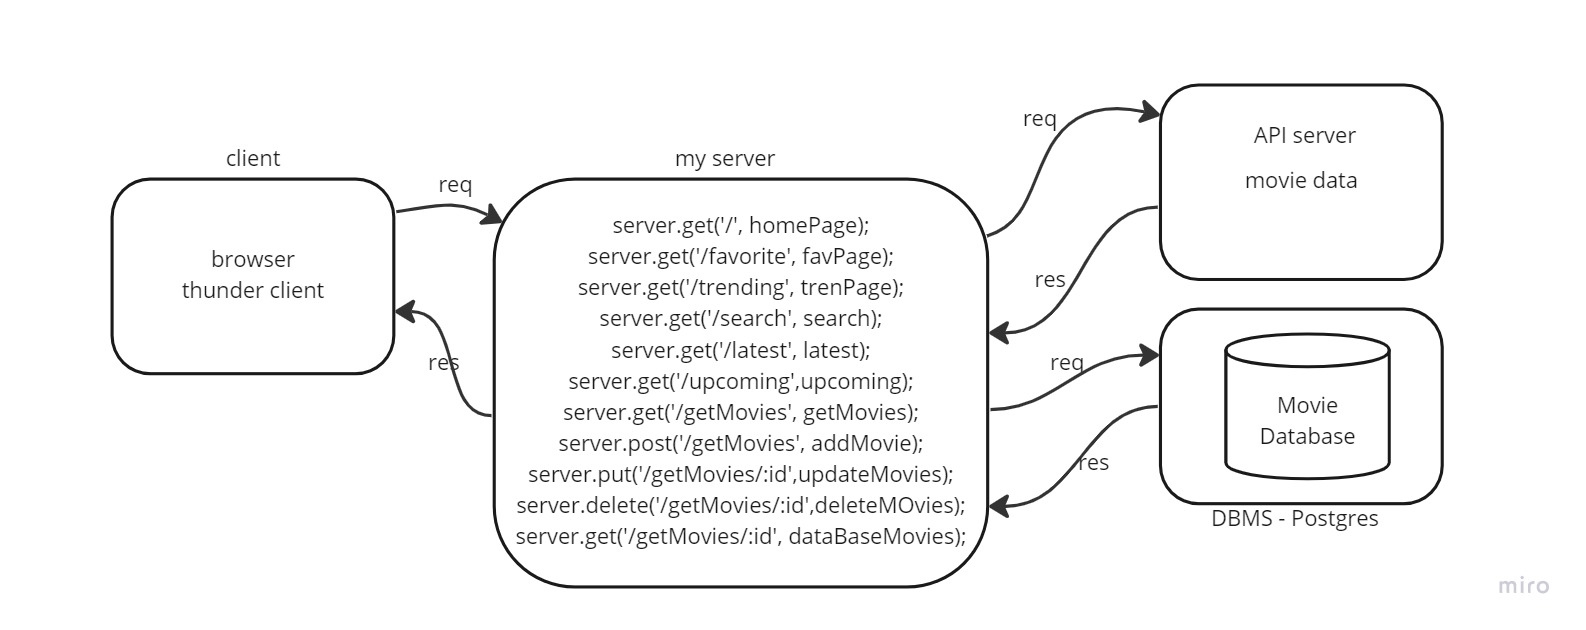 client
req
browser
thunder client
res
my server
server.get('/', homePage);
server.get('/favorite', favPage);
server.get('/trending', trenPage);
server.get('/search', search);
server.get('/latest', latest);
server.get('/upcoming',upcoming);
server.get('/getMovies', getMovies);
server.post('/getMovies', addMovie);
server.put('/getMovies/:id',updateMovies);
server.delete('/getMovies/:id',deleteMOvies);
server.get('/getMovies/:id', dataBaseMovies);
req
API server
movie data
res
req
Movie
Database
res
DBMS - Postgres
miro